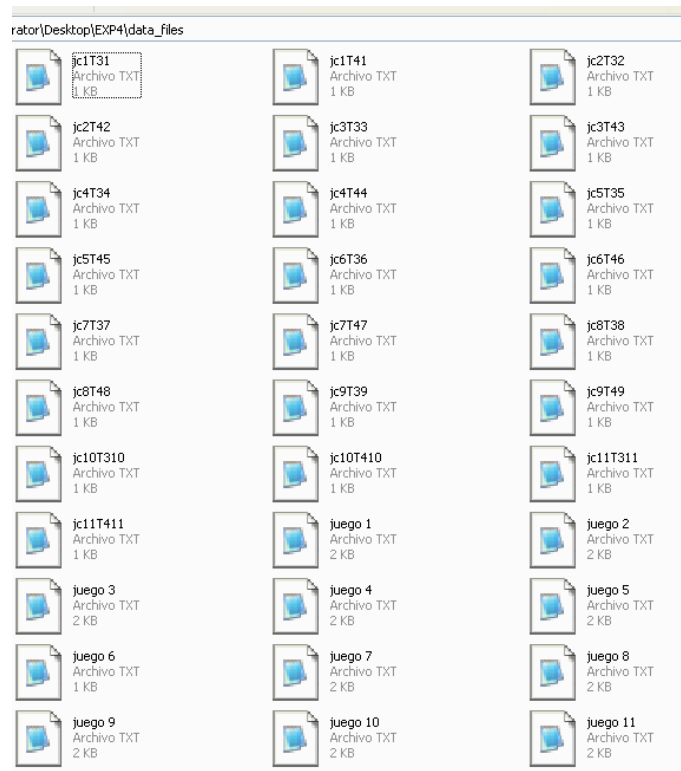 rator\Desktop\EXP4\data_files
jc1T31
Archivo TXT
1 KB
jc1T41
Archivo TXT
1 KB
jc2T32
Archivo TXT
1 KB
jc2T42
Archivo TXT
1 KB
jc3T33
Archivo TXT
1 KB
jc3T43
Archivo TXT
1 KB
jc4T34
Archivo TXT
1 KB
jc4T44
Archivo TXT
1 KB
jc5T35
Archivo TXT
1 KB
jc5T45
Archivo TXT
1 KB
jc6T36
Archivo TXT
1 KB
jc6T46
Archivo TXT
1 KB
jc7T37
Archivo TXT
1 KB
jc7T47
Archivo TXT
1 KB
jc8T38
Archivo TXT
1 KB
jc8T48
Archivo TXT
1 KB
jc9T39
Archivo TXT
1 KB
jc9T49
Archivo TXT
1 KB
jc10T310
Archivo TXT
1 KB
jc10T410
Archivo TXT
1 KB
jc11T311
Archivo TXT
1 KB
jc11T411
Archivo TXT
1 KB
juego 1
Archivo TXT
2 KB
juego 2
Archivo TXT
2 KB
juego 3
Archivo TXT
2 KB
juego 4
Archivo TXT
2 KB
juego 5
Archivo TXT
2 KB
juego 6
Archivo TXT
1 KB
juego 7
Archivo TXT
2 KB
juego 8
Archivo TXT
2 KB
juego 9
Archivo TXT
2 KB
juego 10
Archivo TXT
2 KB
juego 11
Archivo TXT
2 KB